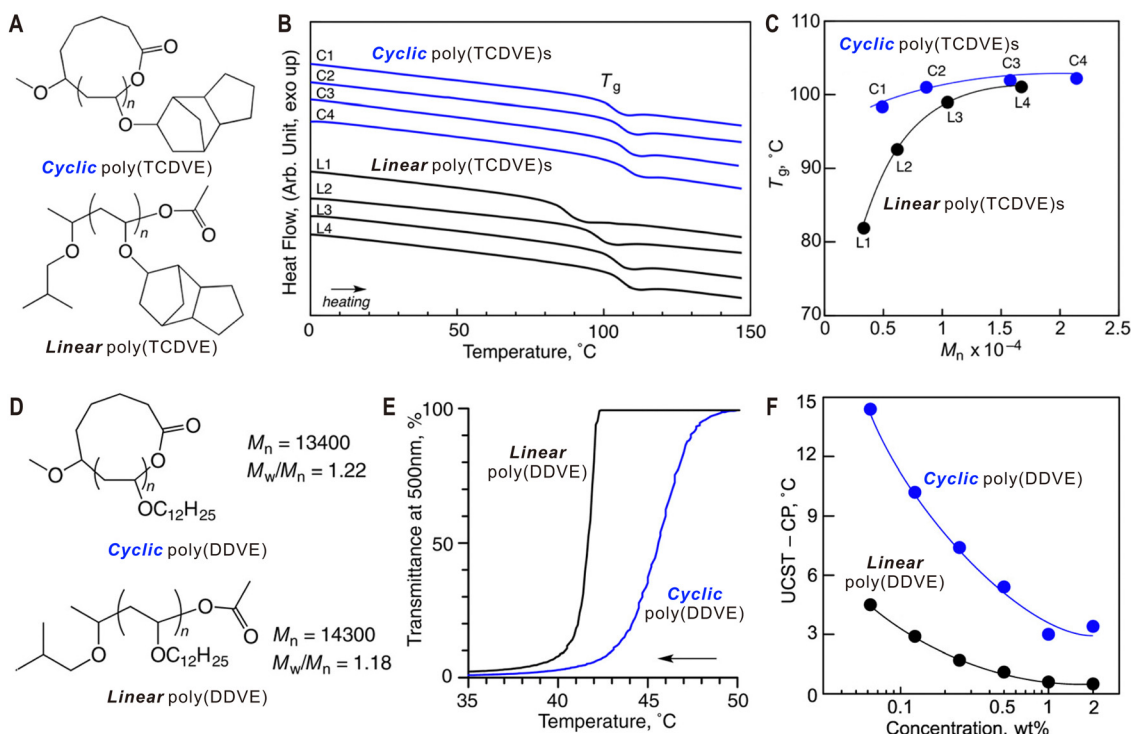 A
O
O
O
n
O
Cyclic poly(TCDVE)
n
O
O
O
O
Linear poly(TCDVE)
B
Cyclic poly(TCDVE)s
C1
C2
C3
C4
Tg
Linear poly(TCDVE)s
L1
L2
L3
L4
heating
Heat Flow, (Arb. Unit, exo up)
0
50
100
150
Temperature, ˚C
C
Cyclic poly(TCDVE)s
C1
C2
C3
C4
L4
L3
L2
L1
Linear poly(TCDVE)s
110
100
90
80
70
Tg, ˚C
0
0.5
1
1.5
2
2.5
Mn x 10-4
D
O
O
O
n
OC12H25
Mn = 13400
Mw/Mn = 1.22
Cyclic poly(DDVE)
O
n
O
O
OC12H25
Mn = 14300
Mw/Mn = 1.18
Linear poly(DDVE)
E
100
50
0
Transmittance at 500nm, %
Linear
poly(DDVE)
Cyclic
poly(DDVE)
35
40
45
50
Temperature, ˚C
F
15
12
9
6
3
0
UCST – CP, ˚C
Cyclic poly(DDVE)
Linear
poly(DDVE)
0.1
1
2
Concentration, wt%